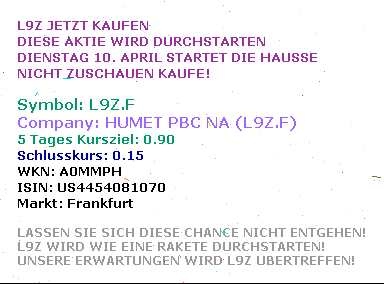 L9Z JETZT KAUFEN
DIESE AKTIE WIRD DURCHSTARTEN
DIENSTAG 10. APRIL STARTET DIE HAUSSE
NICHT ZUSCHAUEN KAUFE!
Symbol: L9Z.F
Company: HUMET PBC NA (L9Z.F)
5 Tages Kursziel: 0.90
Schlusskurs: 0.15
WKN: A0MMPH
ISIN: US4454081070
Markt: Frankfurt
LASSEN SIE SICH DIESE CHANCE NICHT ENTGEHEN!
L9Z WIRD WIE EINE RAKETE DURCHSTARTEN!
UNSERE ERWARTUNGEN WIRD L9Z UBERTREFFEN!